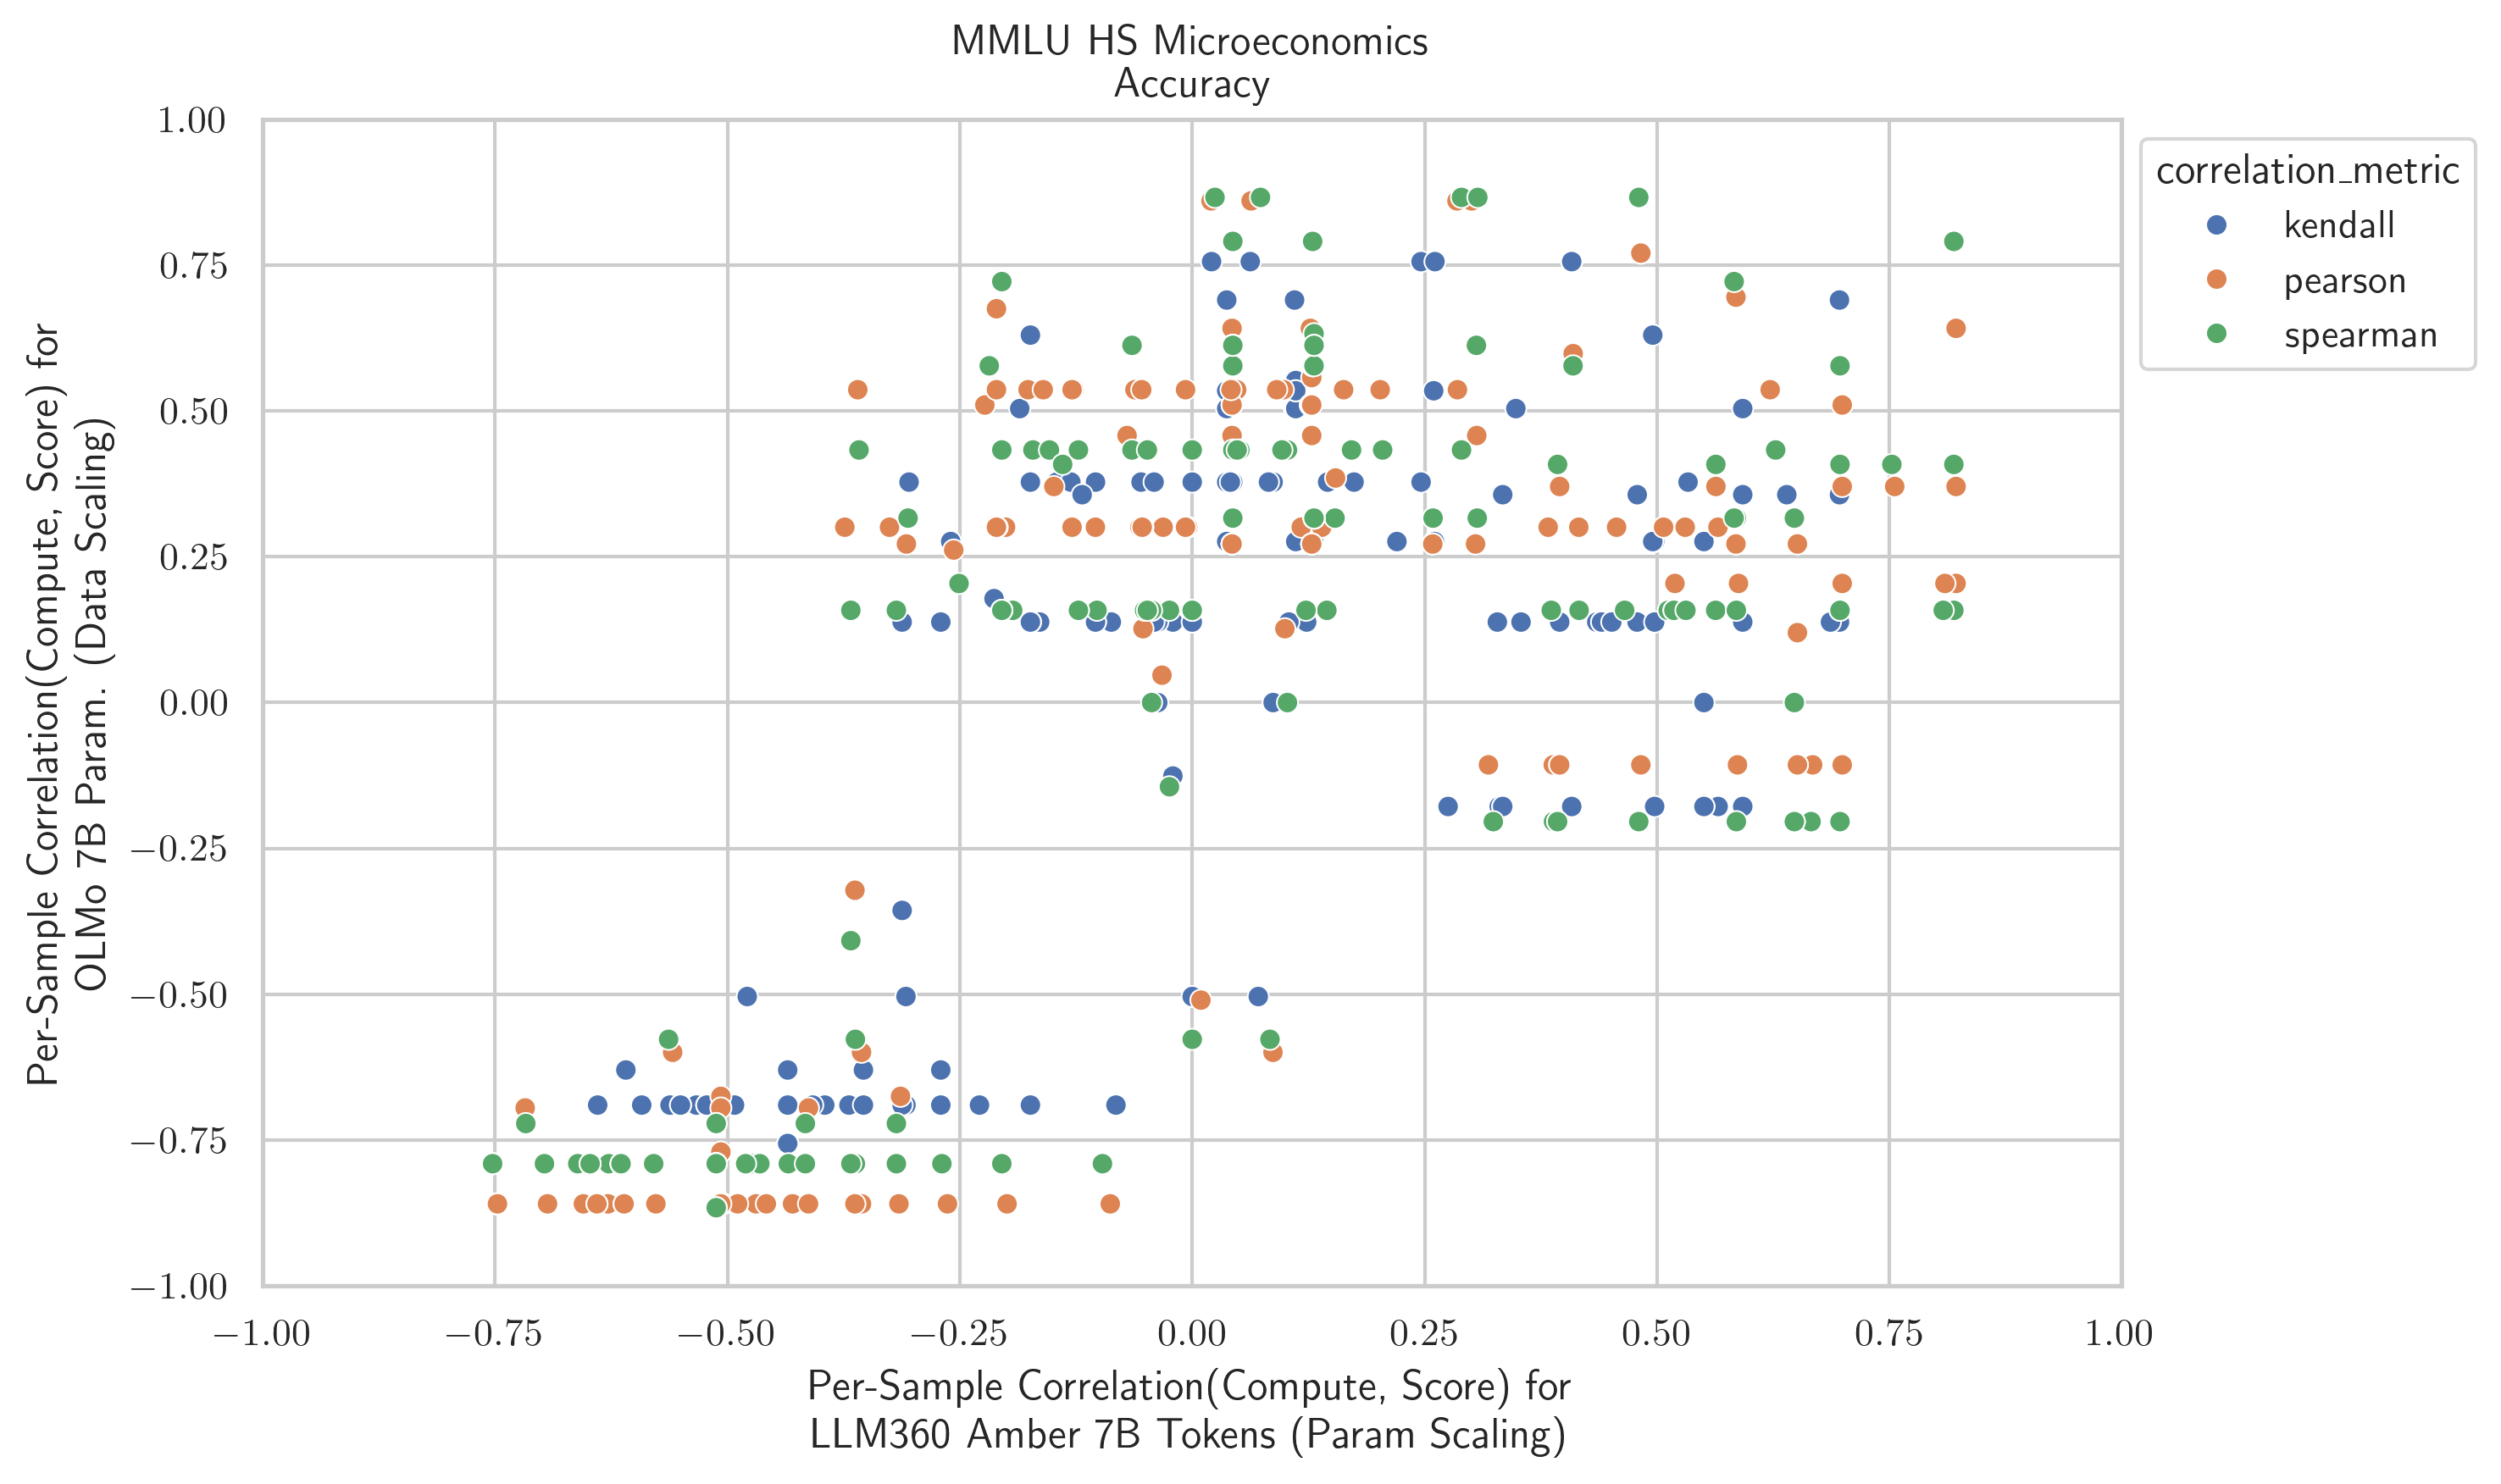 MMLU HS Microeconomics
Accuracy
1.00
0.75
0.50
0.25
0.00
−0.25
−0.50
−0.75
−1.00
Per-Sample Correlation(Compute, Score) for
OLMo 7B Param. (Data Scaling)
correlation_metric
kendall
pearson
spearman
−1.00 −0.75 −0.50 −0.25 0.00 0.25 0.50 0.75 1.00
Per-Sample Correlation(Compute, Score) for
LLM360 Amber 7B Tokens (Param Scaling)